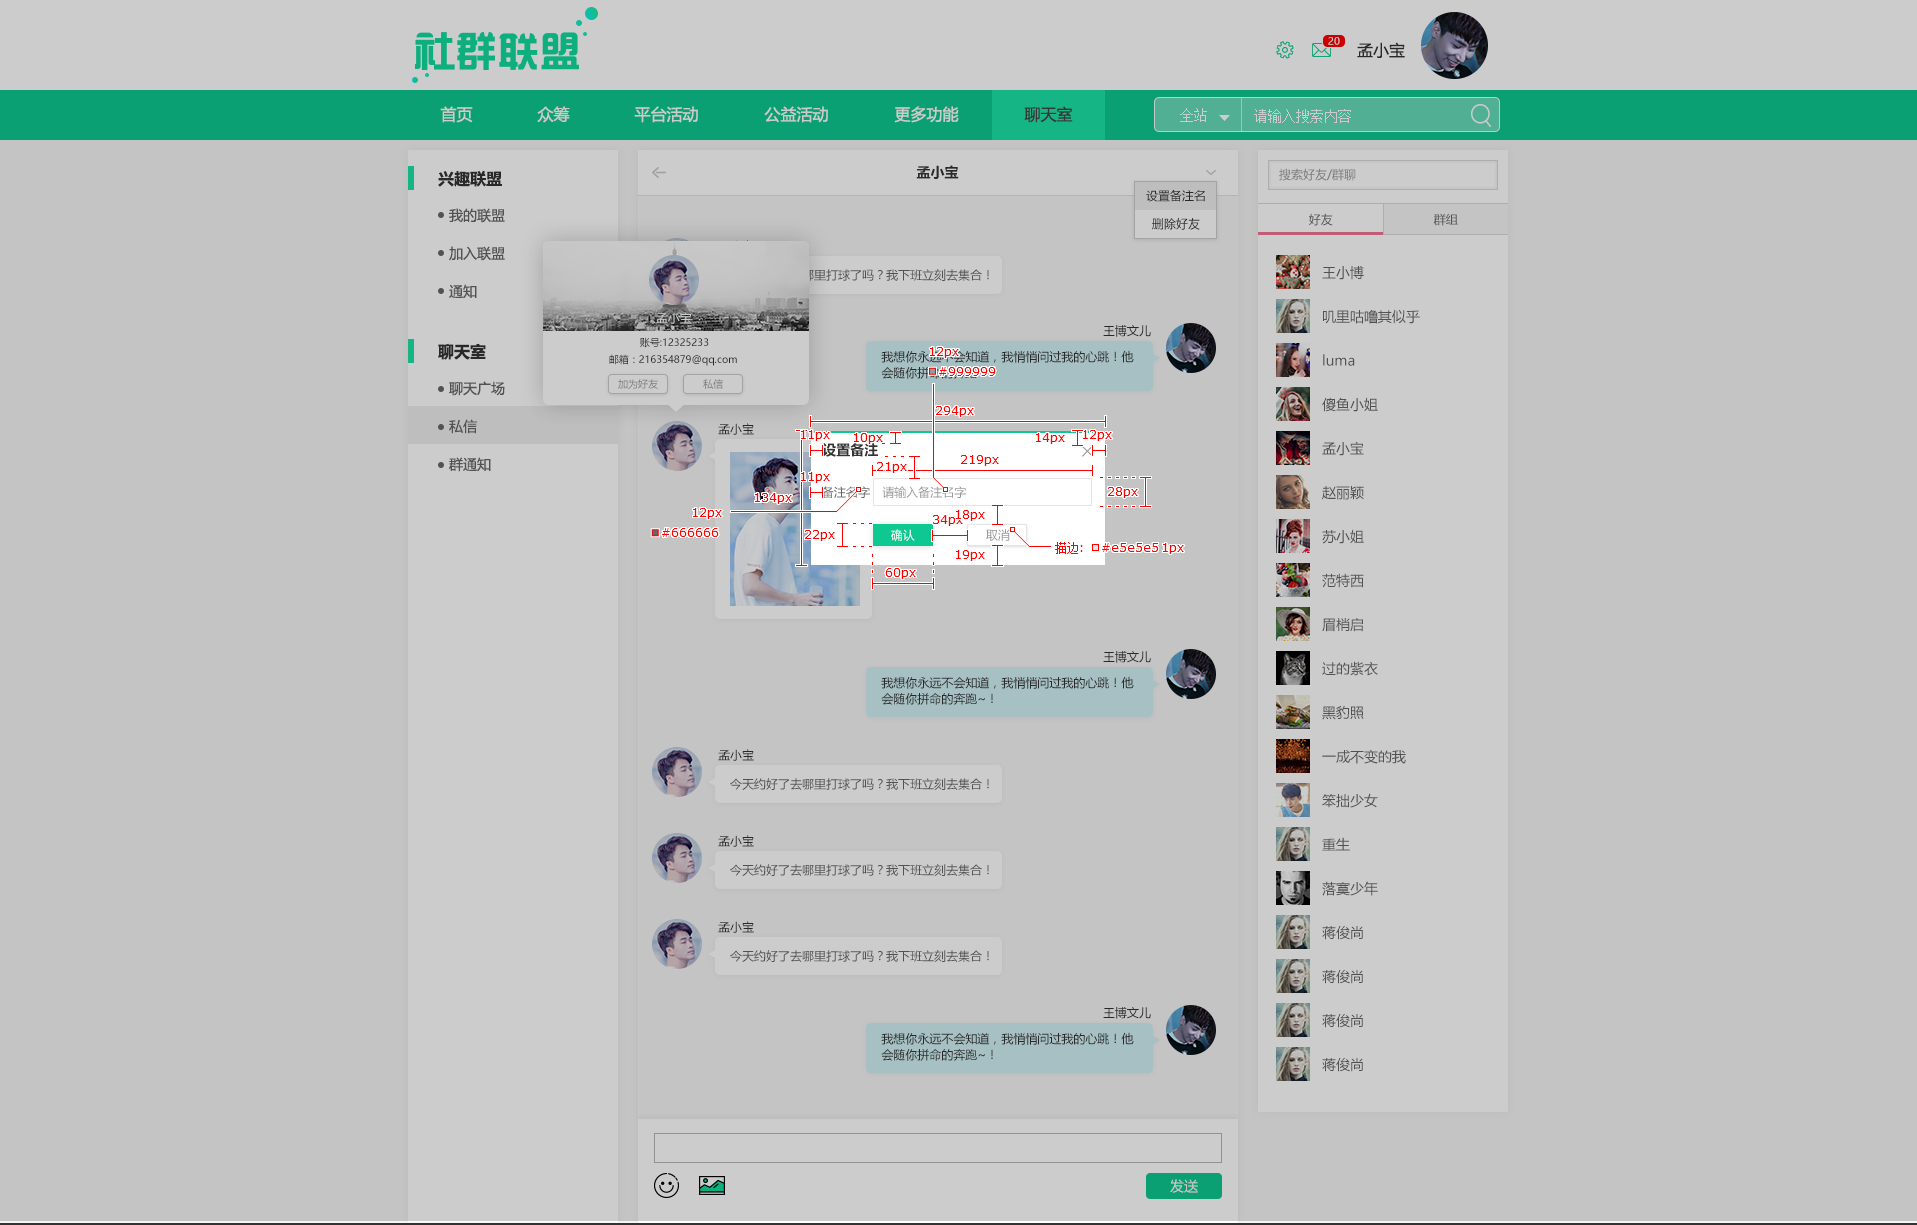 社群联盟
20
孟小宝
首页
众筹
平台活动
公益活动
更多功能
聊天室
全站
请输入搜索内容
兴趣联盟
我的联盟
加入联盟
通知
聊天室
聊天广场
私信
群通知
孟小宝
设置备注名
删除好友
哪里打球了吗？我下班立刻去集合！
孟小宝
账号:12325233
邮箱：216354879@qq.com
加为好友
私信
王博文儿
我想你永远不会知道，我悄悄问过我的心跳！他
会随你拼命
12px
#999999
294px
孟小宝
11px
10px
14px
12px
设置备注
21px
219px
11px
备注名字
请输入备注名字
28px
134px
12px
#666666
18px
34px
22px
确认
取消
19px
描边：
#e5e5e5 1px
60px
王博文儿
我想你永远不会知道，我悄悄问过我的心跳！他
会随你拼命的奔跑~！
孟小宝
今天约好了去哪里打球了吗？我下班立刻去集合！
孟小宝
今天约好了去哪里打球了吗？我下班立刻去集合！
孟小宝
今天约好了去哪里打球了吗？我下班立刻去集合！
王博文儿
我想你永远不会知道，我悄悄问过我的心跳！他
会随你拼命的奔跑~！
发送
搜索好友/群聊
好友
群组
王小博
叽里咕噜其似乎
luma
傻鱼小姐
孟小宝
赵丽颖
苏小姐
范特西
眉梢启
过的紫衣
黑豹照
一成不变的我
笨拙少女
重生
落寞少年
蒋俊尚
蒋俊尚
蒋俊尚
蒋俊尚